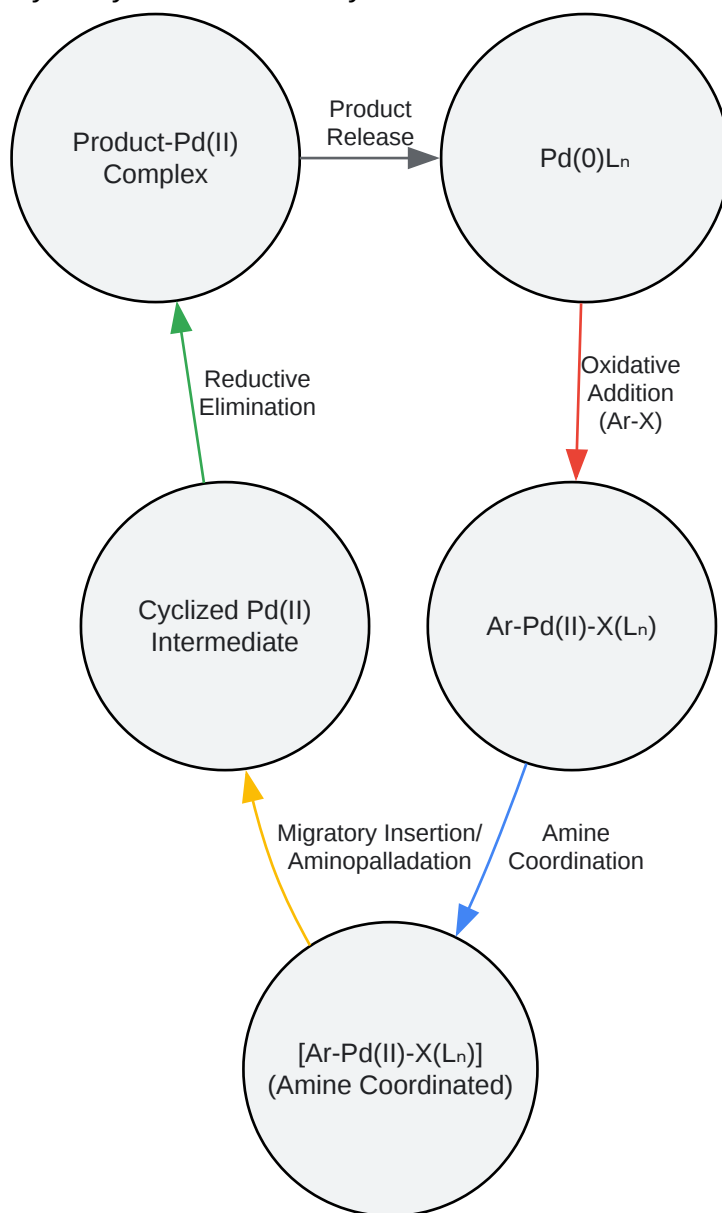 Product
Release
Product-Pd(II)
Complex
Pd(0)Lₙ
Reductive
Elimination
Oxidative
Addition
(Ar-X)
Cyclized Pd(II)
Intermediate
Ar-Pd(II)-X(Lₙ)
Migratory Insertion/
Aminopalladation
Amine
Coordination
[Ar-Pd(II)-X(Lₙ)]
(Amine Coordinated)